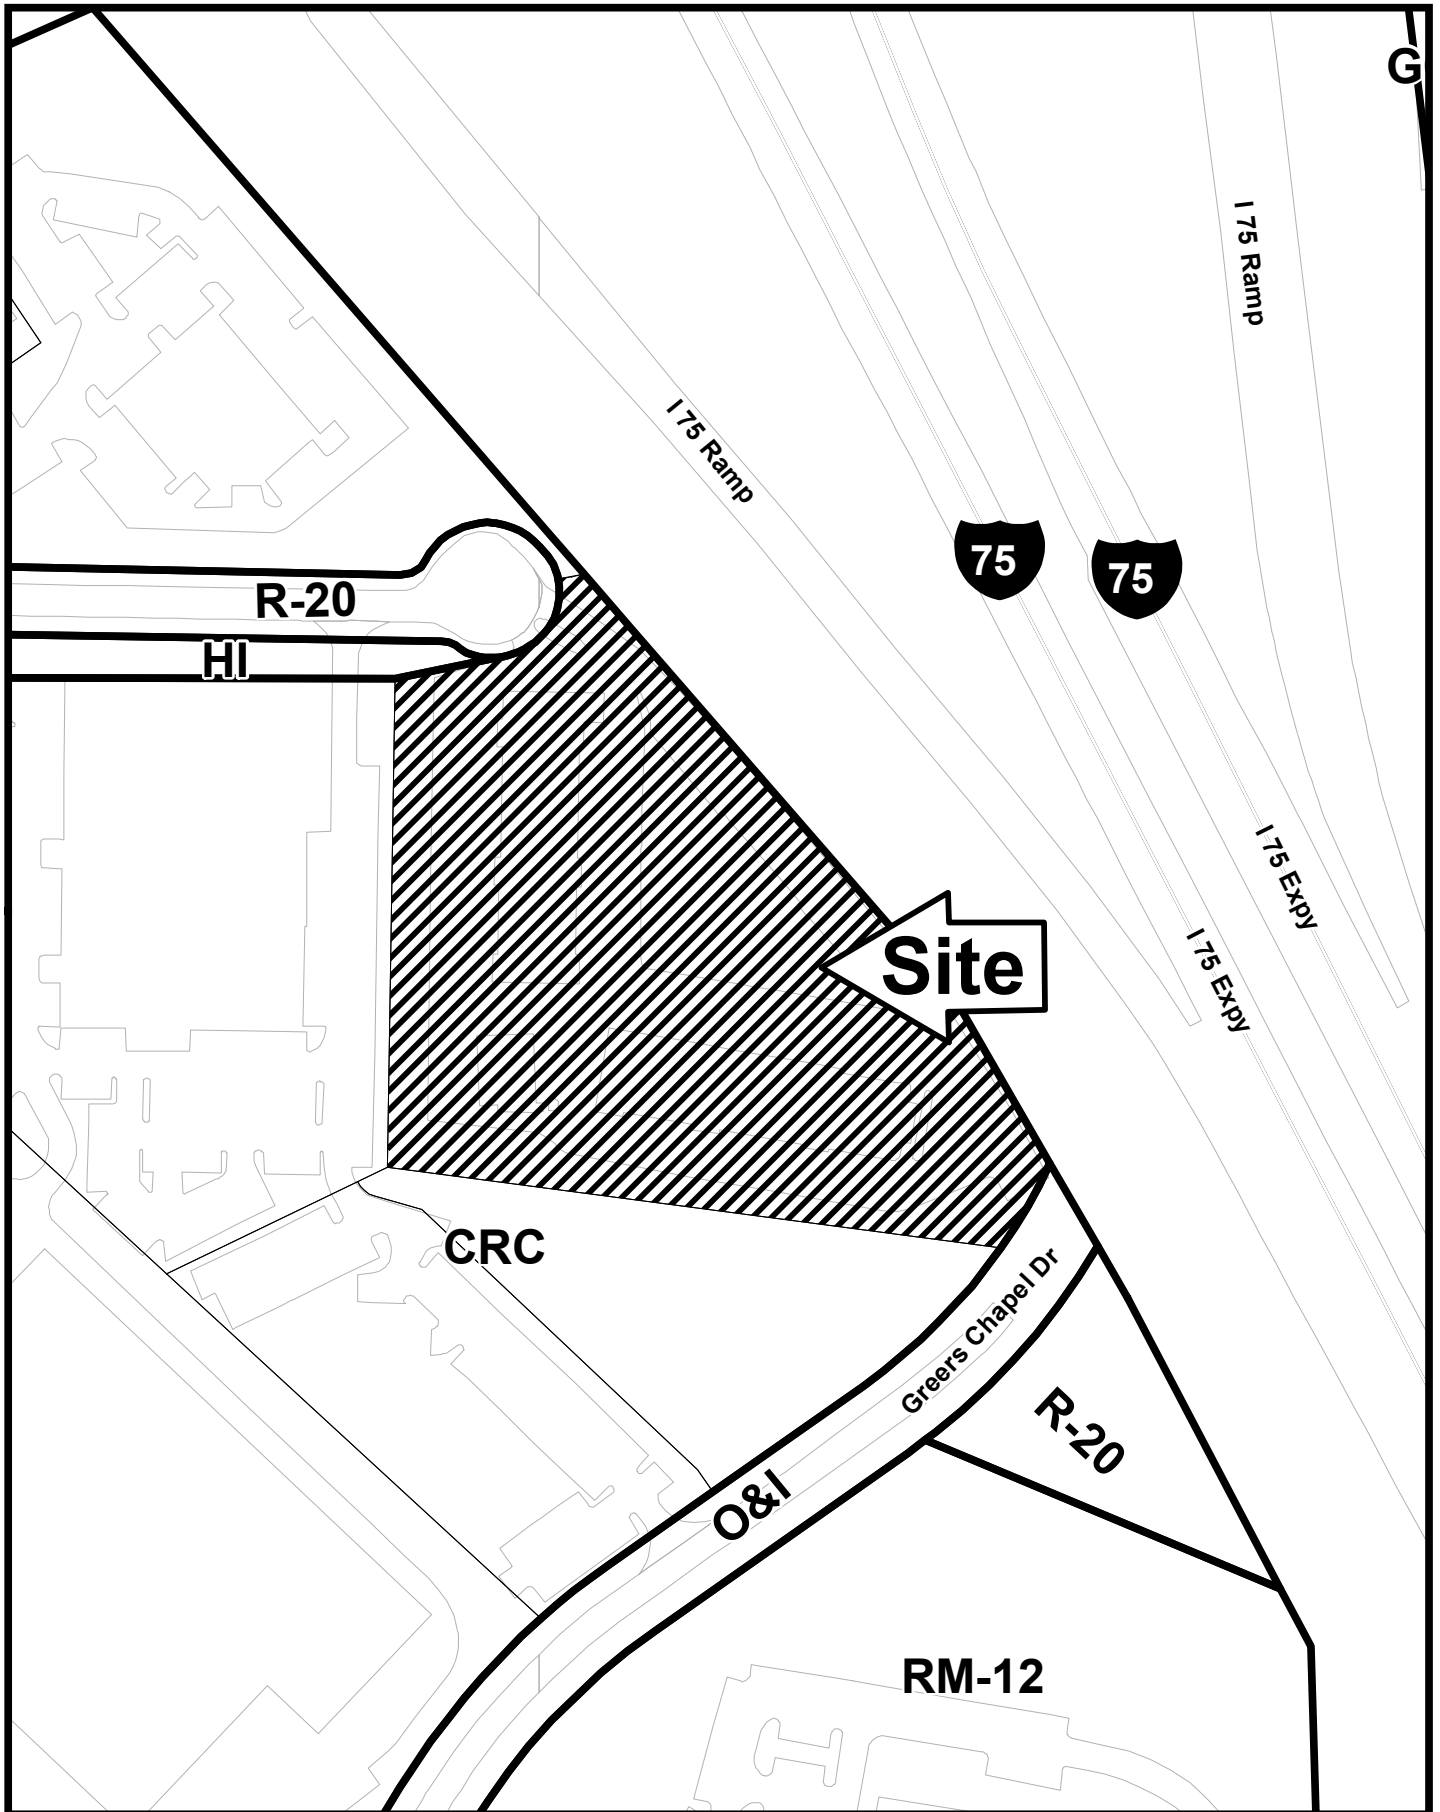 G
I 75 Ramp
I 75 Ramp
75
75
R-20
HI
I 75 Expy
I 75 Expy
Site
CRC
Greers Chapel Dr
R-20
O&I
RM-12